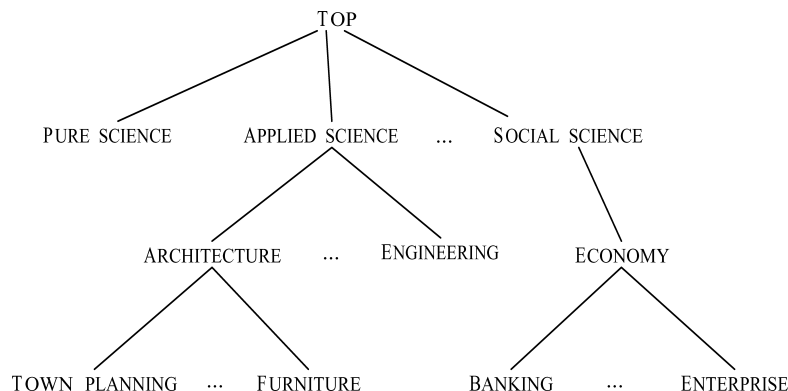 TOP
PURE SCIENCE APPLIED SCIENCE ... SOCIAL SCIENCE
ARCHITECTURE ... ENGINEERING ECONOMY
TOWN PLANNING ... FURNITURE BANKING ... ENTERPRISE